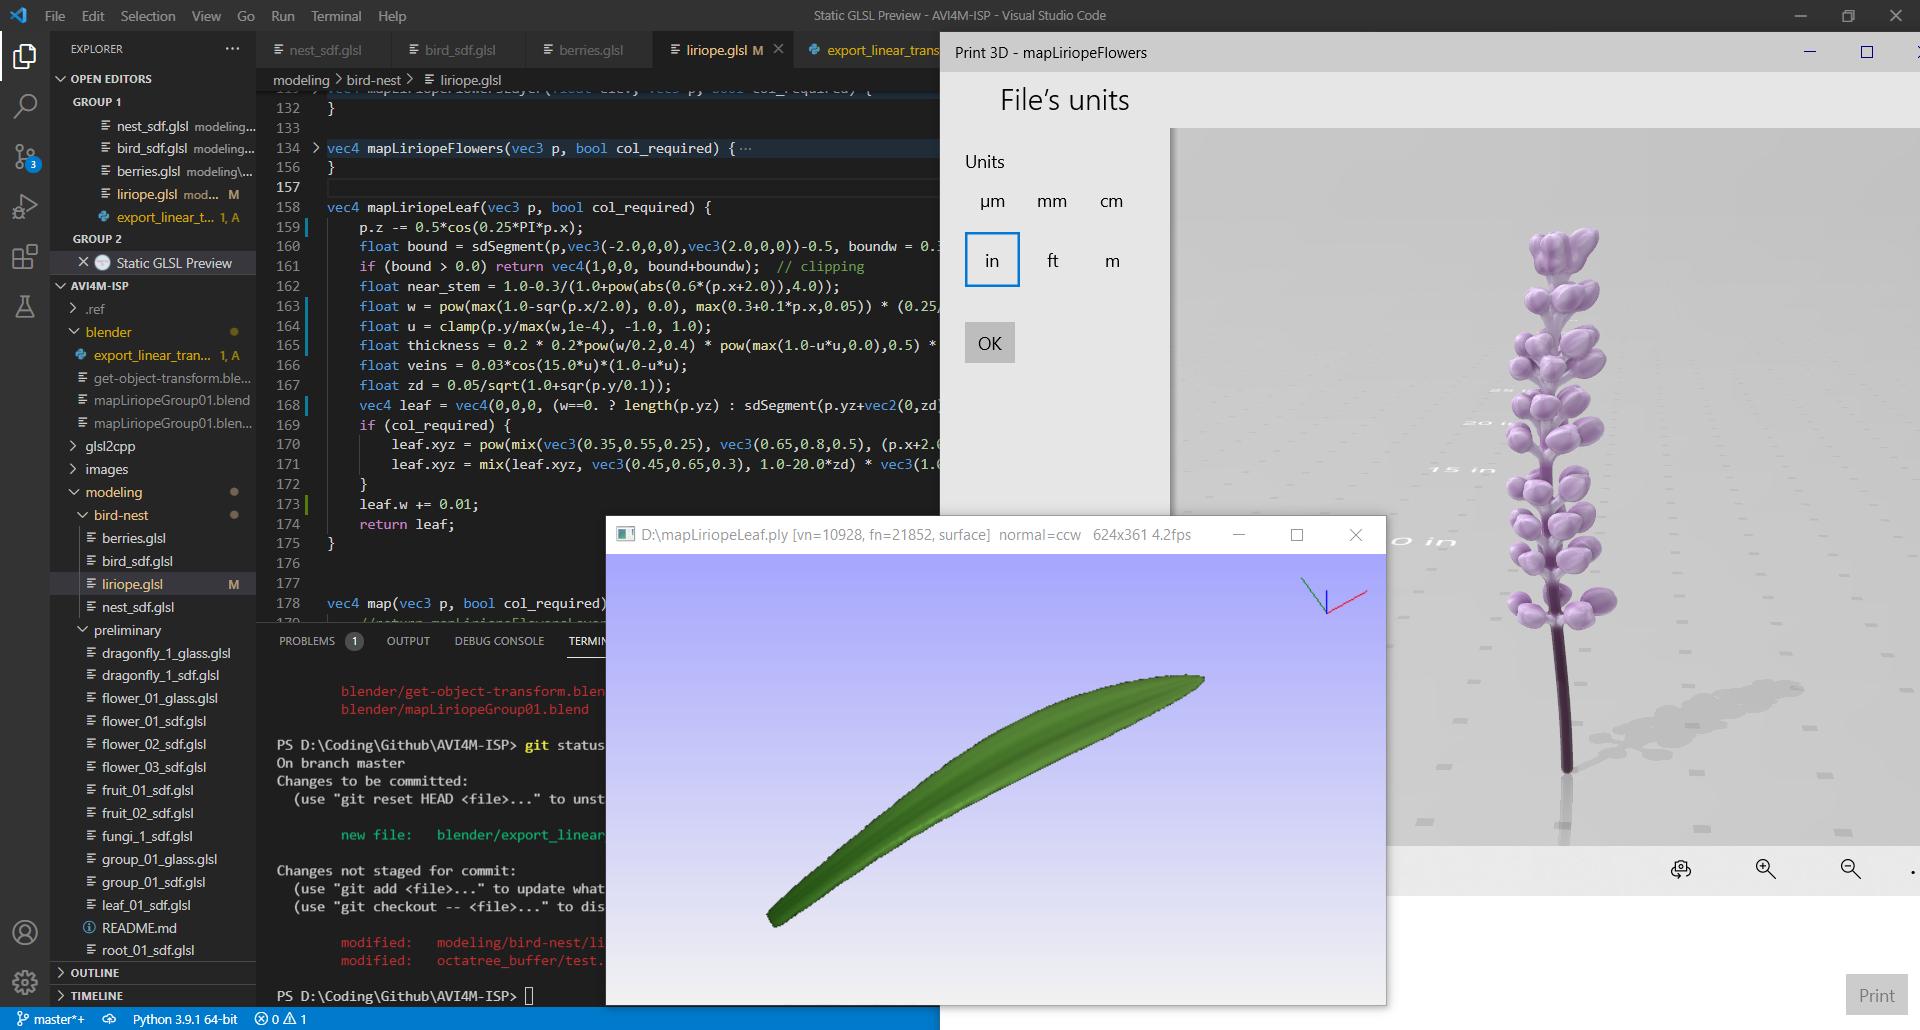 File Edit Selection View Go Run Terminal Help
Static GLSL Preview - AVI4M-ISP - Visual Studio Code
EXPLORER
OPEN EDITORS
GROUP 1
nest_sdf.glsl modeling...
bird_sdf.glsl modeling...
berries.glsl modeling\...
liriope.glsl mod... M
export_linear_t... 1, A
GROUP 2
Static GLSL Preview
AVI4M-ISP
.ref
blender
export_linear_tran... 1, A
get-object-transform.ble...
mapLiriopeGroup01.blend
mapLiriopeGroup01.blen...
glsl2cpp
images
modeling
bird-nest
berries.glsl
bird_sdf.glsl
liriope.glsl M
nest_sdf.glsl
preliminary
dragonfly_1_glass.glsl
dragonfly_1_sdf.glsl
flower_01_glass.glsl
flower_01_sdf.glsl
flower_02_sdf.glsl
flower_03_sdf.glsl
fruit_01_sdf.glsl
fruit_02_sdf.glsl
fungi_1_sdf.glsl
group_01_glass.glsl
group_01_sdf.glsl
leaf_01_sdf.glsl
README.md
root_01_sdf.glsl
OUTLINE
TIMELINE
3
master*+ Python 3.9.1 64-bit 0 1
nest_sdf.glsl bird_sdf.glsl berries.glsl liriope.glsl M export_linear_trans
modeling > bird-nest > liriope.glsl
132 }
133
134 vec4 mapLiriopeFlowers(vec3 p, bool col_required) {...
156 }
157
158 vec4 mapLiriopeLeaf(vec3 p, bool col_required) {
159 p.z -= 0.5*cos(0.25*PI*p.x);
160 float bound = sdSegment(p,vec3(-2.0,0,0),vec3(2.0,0,0))-0.5, boundw = 0.3
161 if (bound > 0.0) return vec4(1,0,0, bound+boundw);  // clipping
162 float near_stem = 1.0-0.3/(1.0+pow(abs(0.6*(p.x+2.0)),4.0));
163 float w = pow(max(1.0-sqr(p.x/2.0), 0.0), max(0.3+0.1*p.x,0.05)) * (0.25/
164 float u = clamp(p.y/max(w,1e-4), -1.0, 1.0);
165 float thickness = 0.2 * 0.2*pow(w/0.2,0.4) * pow(max(1.0-u*u,0.0),0.5) *
166 float veins = 0.03*cos(15.0*u)*(1.0-u*u);
167 float zd = 0.05/sqrt(1.0+sqr(p.y/0.1));
168 vec4 leaf = vec4(0,0,0, (w==0. ? length(p.yz) : sdSegment(p.yz+vec2(0,zd)
169 if (col_required) {
170 leaf.xyz = pow(mix(vec3(0.35,0.55,0.25), vec3(0.65,0.8,0.5), (p.x+2.0
171 leaf.xyz = mix(leaf.xyz, vec3(0.45,0.65,0.3), 1.0-20.0*zd) * vec3(1.0
172 }
173 leaf.w += 0.01;
174 return leaf;
175 }
176
177
178 vec4 map(vec3 p, bool col_required)
PROBLEMS 1 OUTPUT DEBUG CONSOLE TERMIN
blender/get-object-transform.blen
blender/mapLiriopeGroup01.blend
PS D:\Coding\Github\AVI4M-ISP> git status
On branch master
Changes to be committed:
(use "git reset HEAD <file>..." to unst
new file:   blender/export_linear
Changes not staged for commit:
(use "git add <file>..." to update what
(use "git checkout -- <file>..." to dis
modified:   modeling/bird-nest/li
modified:   octatree_buffer/test.
PS D:\Coding\Github\AVI4M-ISP>
Print 3D - mapLiriopeFlowers
File’s units
Units
µm mm cm
in ft m
OK
20 in
15 in
0 in
Print
D:\mapLiriopeLeaf.ply [vn=10928, fn=21852, surface]  normal=ccw   624x361 4.2fps